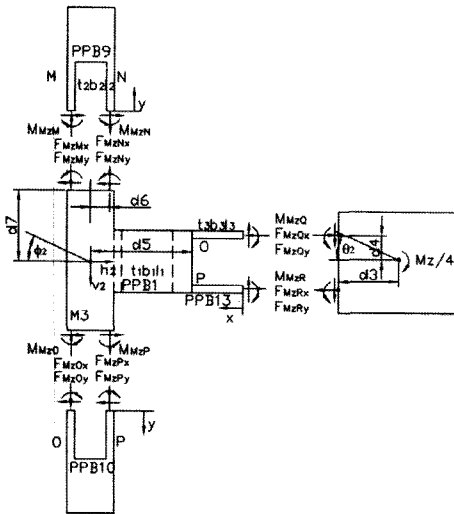 PPB9
M N
t2b2l2
y
MMzM MMzN
FMzMx FMzNx
FMzMy FMzNy
d7 d6
ϕ2 d5
h2 t1b1l1
v2 PPB1
M3
t3b3l3
O
P
PPB13
x
MMzQ
FMzQx
FMzQy
MMzR
FMzRx
FMzRy
θ2 d4
d3
Mz/4
MMzO MMzP
FMzOx FMzPx
FMzOy FMzPy
y
O P
PPB10